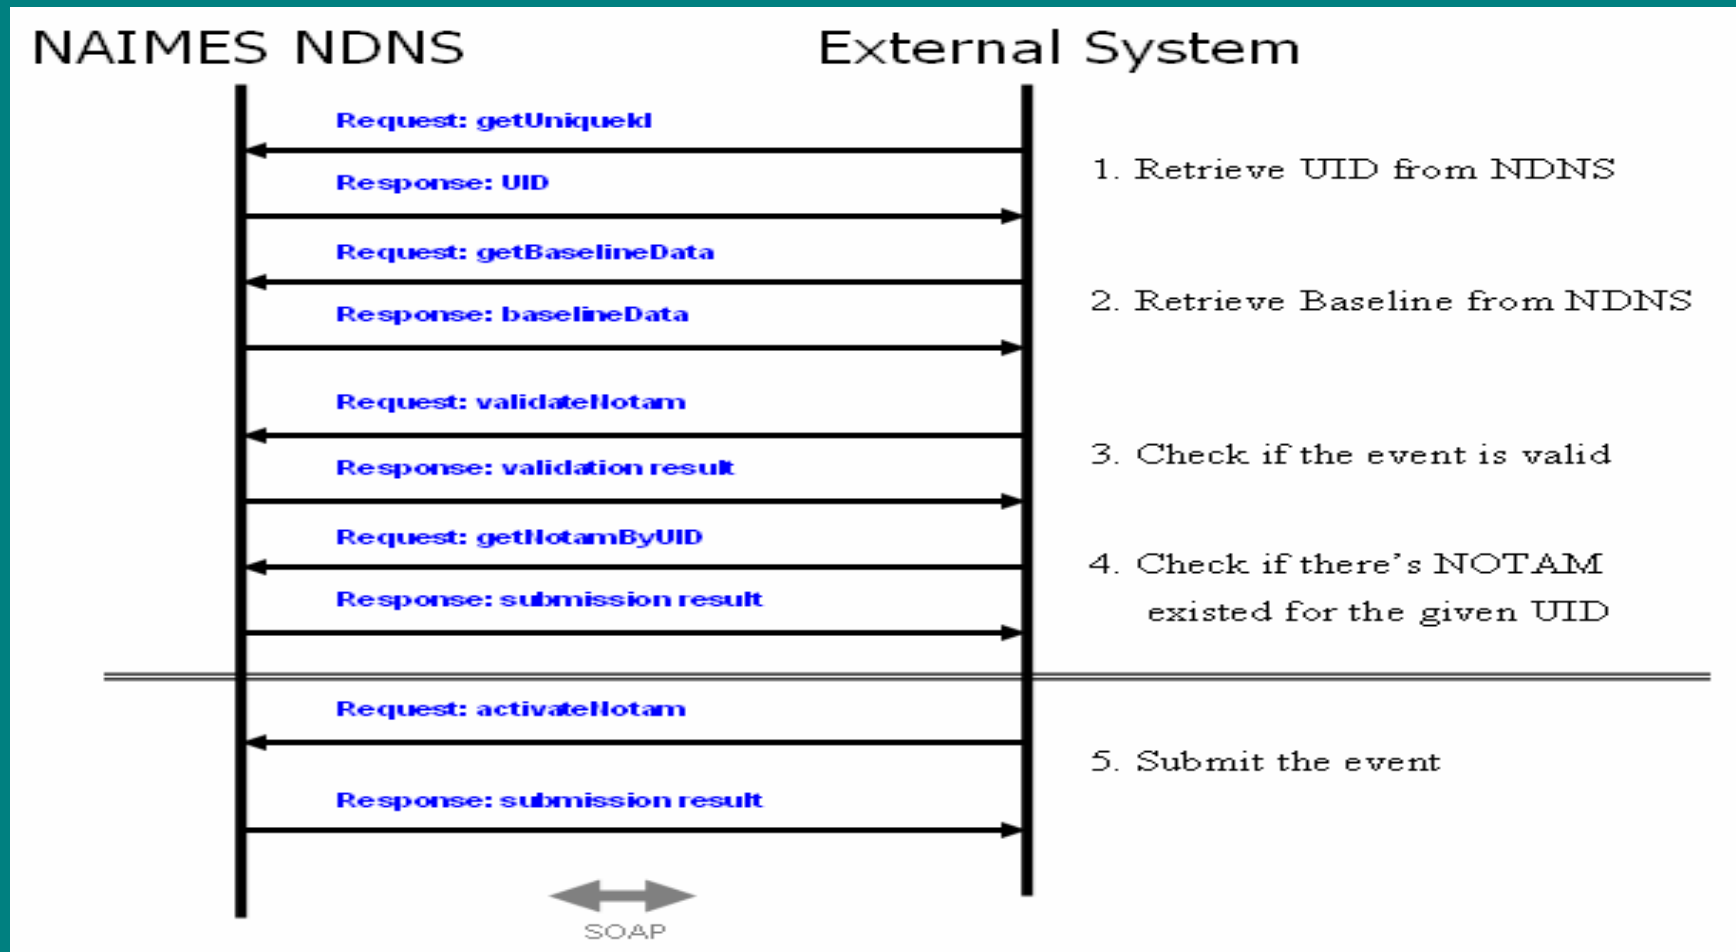 NAIMES NDNS
External System
Request: getUniqueId
1. Retrieve UID from NDNS
Response: UID
Request: getBaselineData
2. Retrieve Baseline from NDNS
Response: baselineData
Request: validateNotam
3. Check if the event is valid
Response: validation result
Request: getNotamByUID
4. Check if there's NOTAM
existed for the given UID
Response: submission result
Request: activateNotam
5. Submit the event
Response: submission result
SOAP